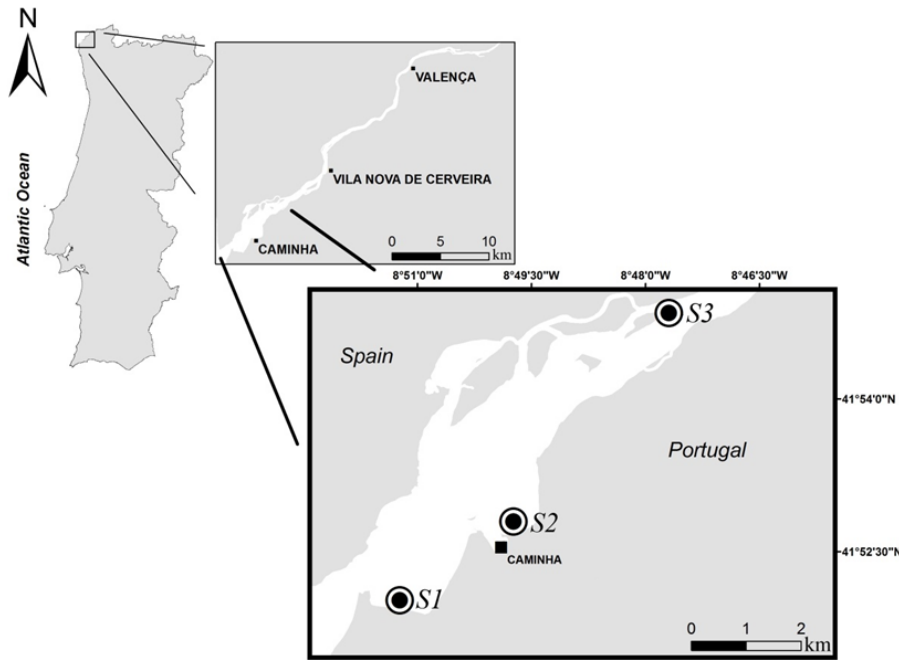 N
Atlantic Ocean
VALENÇA
VILA NOVA DE CERVEIRA
CAMINHA
0 5 10
km
8°51'0"W 8°49'30"W 8°48'0"W 8°46'30"W
S3
Spain
41°54'0"N
Portugal
S2
41°52'30"N
CAMINHA
S1
0 1 2
km